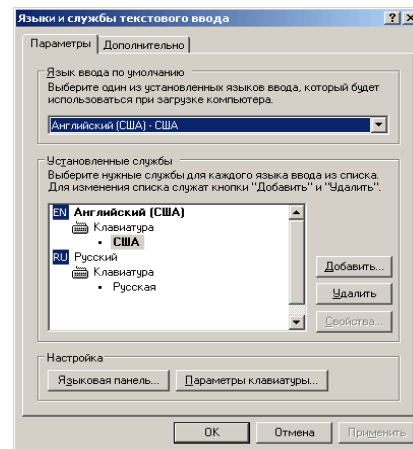 Языки и службы текстового ввода
Параметры Дополнительно
Язык ввода по умолчанию
Выберите один из установленных языков ввода, который будет
использоваться при загрузке компьютера.
Английский (США) - США
Установленные службы
Выберите нужные службы для каждого языка ввода из списка.
Для изменения списка служат кнопки "Добавить" и "Удалить".
EN Английский (США)
Клавиатура
• США
RU Русский
Клавиатура
• Русская
Добавить...
Удалить
Свойства...
Настройка
Языковая панель... Параметры клавиатуры...
OK Отмена Применить